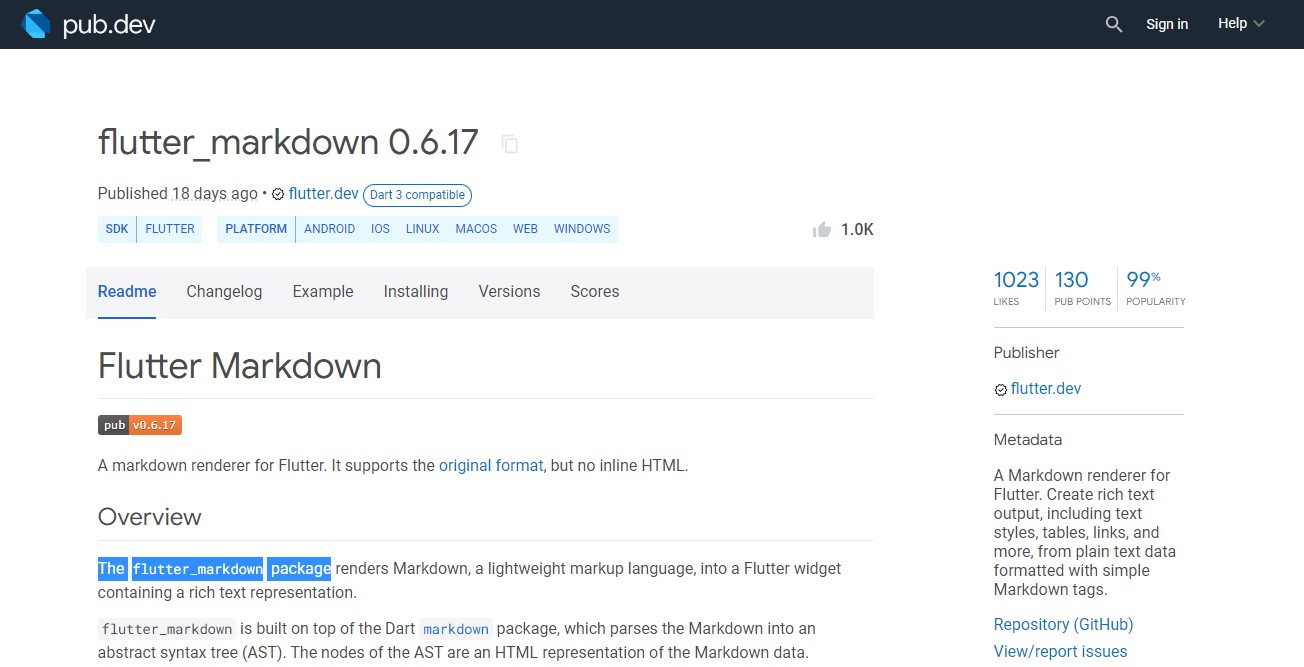 pub.dev
Sign in
Help
flutter_markdown 0.6.17
Published 18 days ago • flutter.dev Dart 3 compatible
SDK FLUTTER PLATFORM ANDROID IOS LINUX MACOS WEB WINDOWS
1.0K
Readme Changelog Example Installing Versions Scores
Flutter Markdown
pub v0.6.17
A markdown renderer for Flutter. It supports the original format, but no inline HTML.
Overview
The flutter_markdown package renders Markdown, a lightweight markup language, into a Flutter widget
containing a rich text representation.
flutter_markdown is built on top of the Dart markdown package, which parses the Markdown into an
abstract syntax tree (AST). The nodes of the AST are an HTML representation of the Markdown data.
1023 130 99%
LIKES PUB POINTS POPULARITY
Publisher
flutter.dev
Metadata
A Markdown renderer for
Flutter. Create rich text
output, including text
styles, tables, links, and
more, from plain text data
formatted with simple
Markdown tags.
Repository (GitHub)
View/report issues